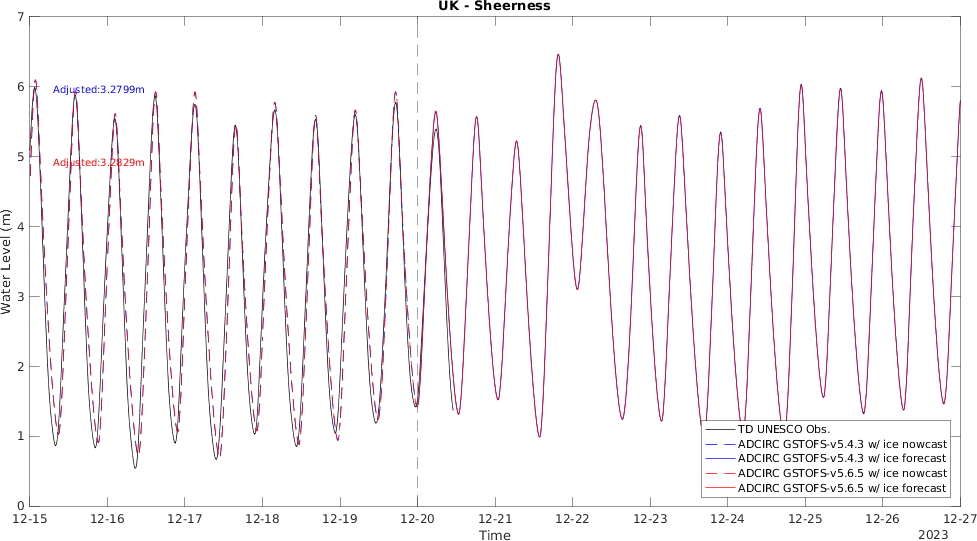 UK - Sheerness
7
6
5
4
3
2
1
0
Water Level (m)
Adjusted:3.2799m
Adjusted:3.2829m
TD UNESCO Obs.
ADCIRC GSTOFS-v5.4.3 w/ ice nowcast
ADCIRC GSTOFS-v5.4.3 w/ ice forecast
ADCIRC GSTOFS-v5.6.5 w/ ice nowcast
ADCIRC GSTOFS-v5.6.5 w/ ice forecast
12-15 12-16 12-17 12-18 12-19 12-20 12-21 12-22 12-23 12-24 12-25 12-26 12-27
Time
2023